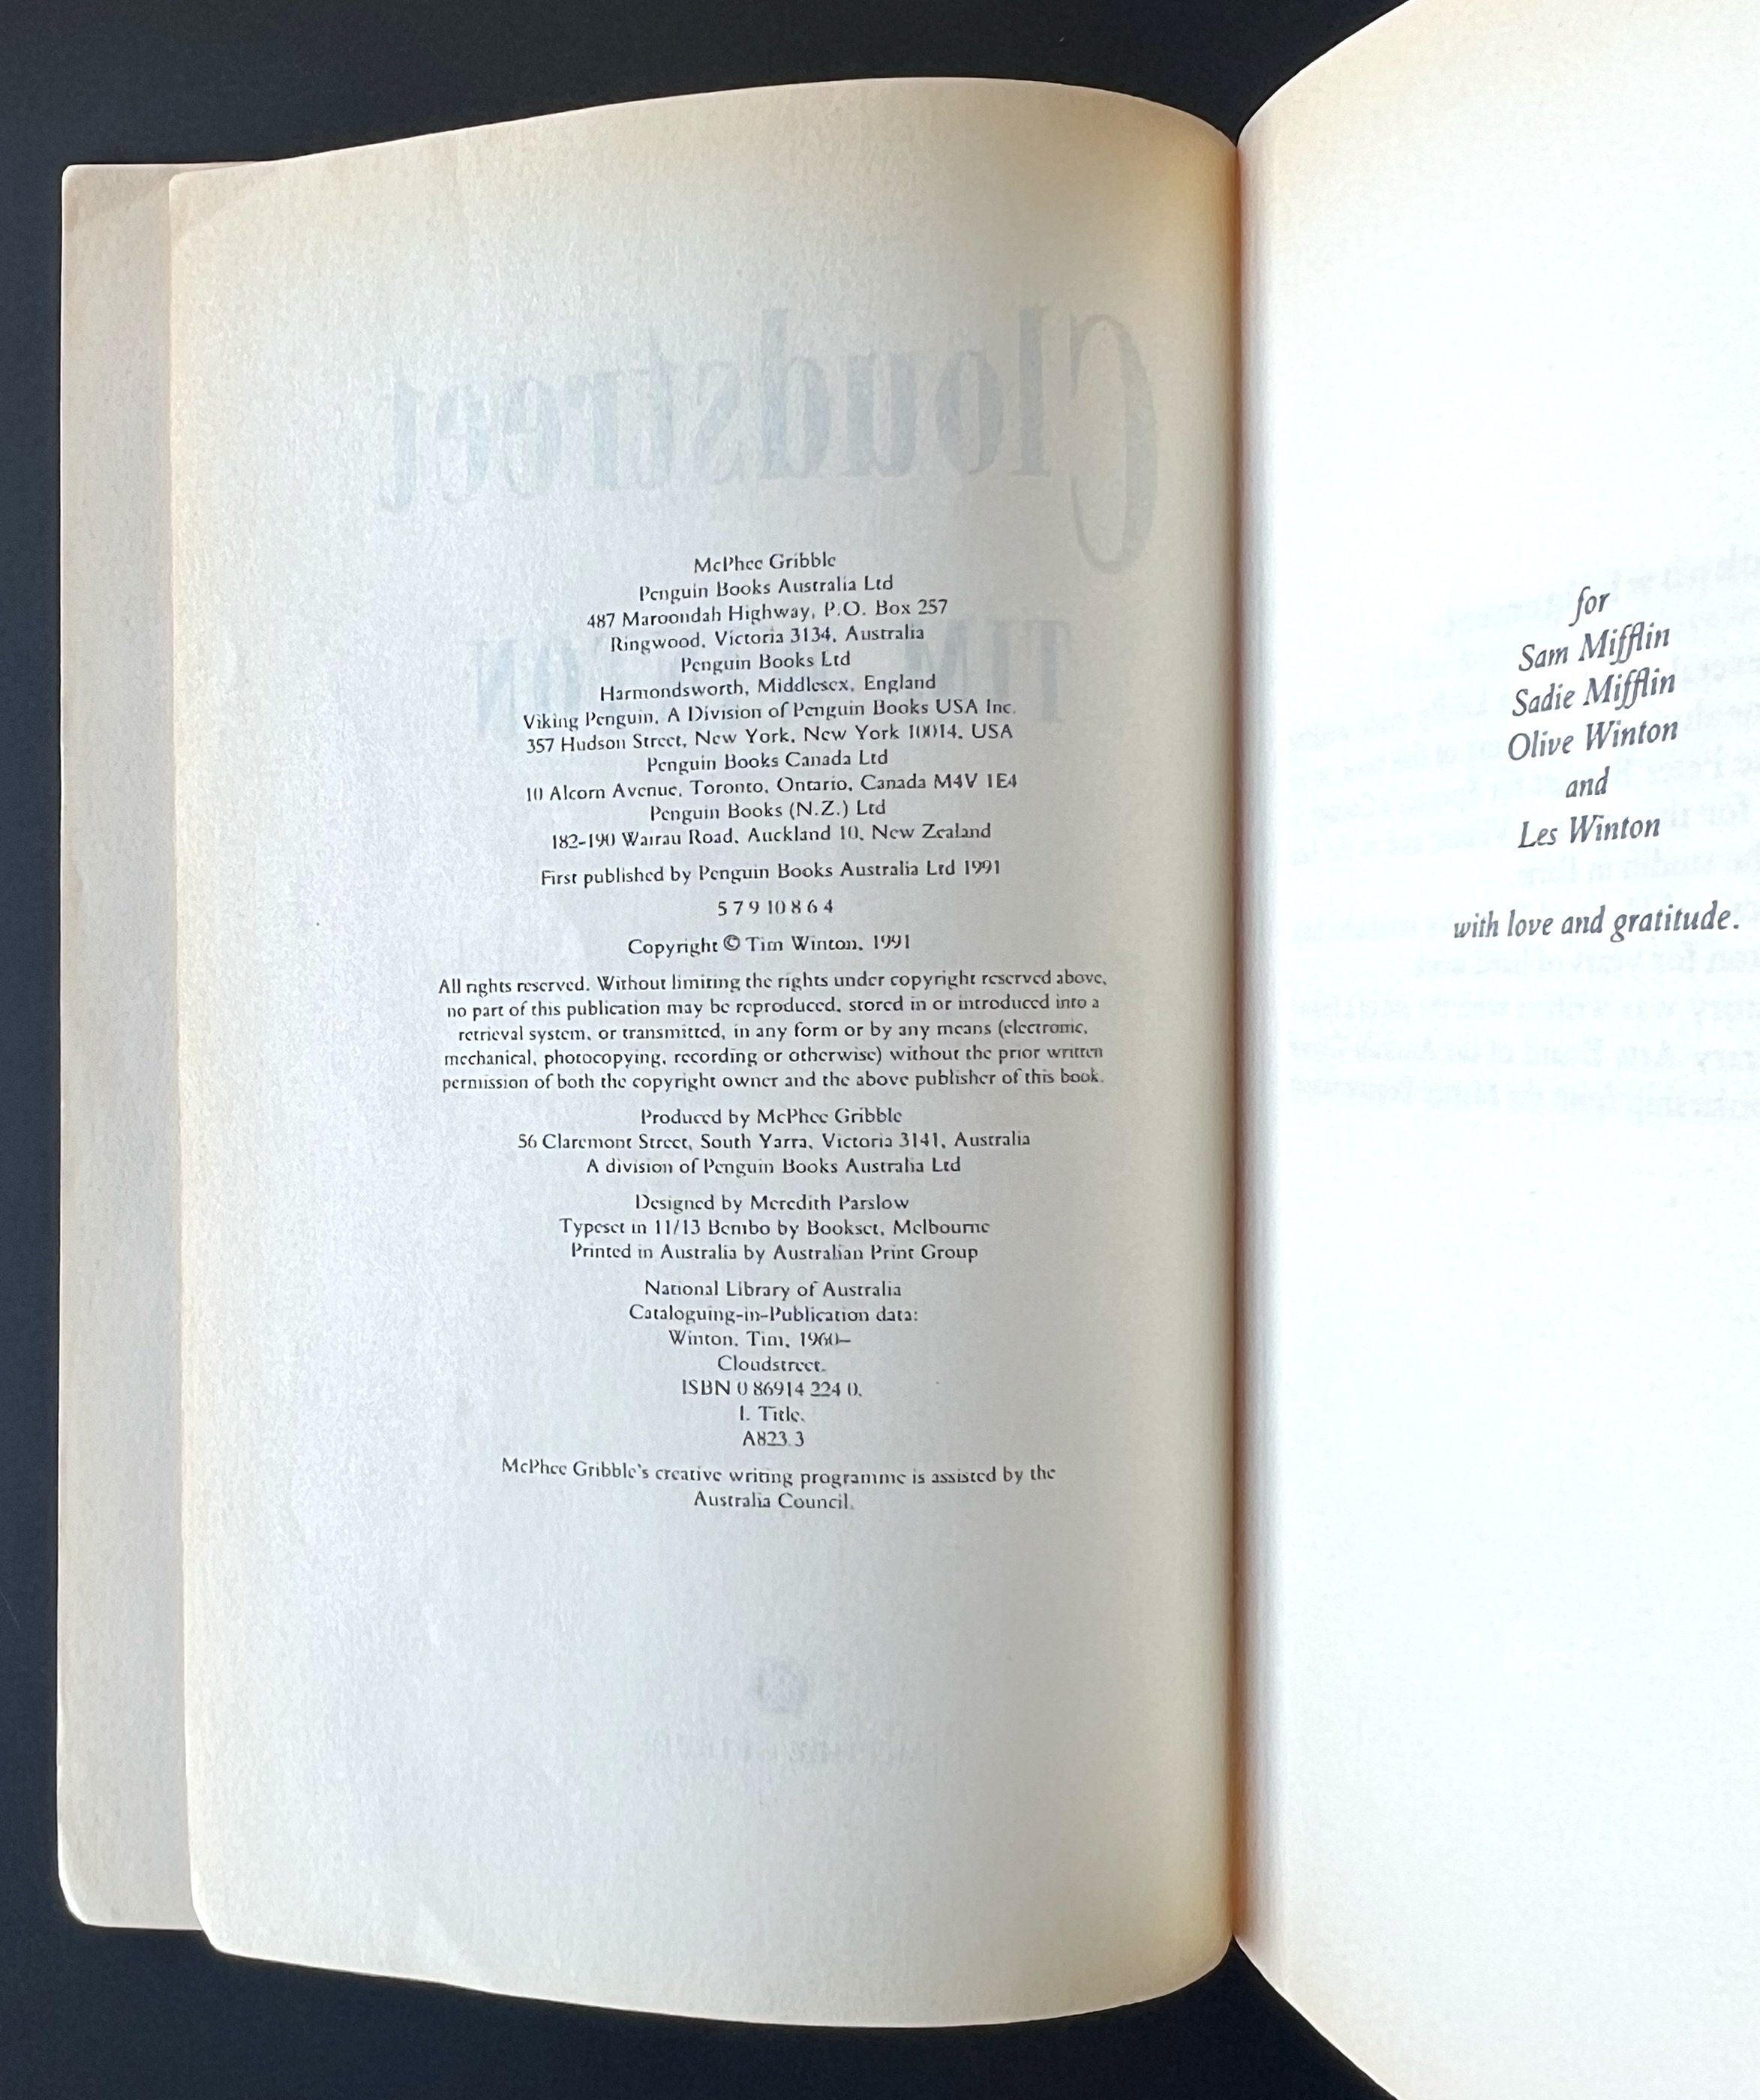 Cloudstreet
TIM
McPhee Gribble
Penguin Books Australia Ltd
487 Maroondah Highway, P.O. Box 257
Ringwood, Victoria 3134, Australia
Penguin Books Ltd
Harmondsworth, Middlesex, England
Viking Penguin, A Division of Penguin Books USA Inc.
357 Hudson Street, New York, New York 10014, USA
Penguin Books Canada Ltd
10 Alcorn Avenue, Toronto, Ontario, Canada M4V 1E4
Penguin Books (N.Z.) Ltd
182-190 Wairau Road, Auckland 10, New Zealand
First published by Penguin Books Australia Ltd 1991
5 7 9 10 8 6 4
Copyright © Tim Winton, 1991
All rights reserved. Without limiting the rights under copyright reserved above,
no part of this publication may be reproduced, stored in or introduced into a
retrieval system, or transmitted, in any form or by any means (electronic,
mechanical, photocopying, recording or otherwise) without the prior written
permission of both the copyright owner and the above publisher of this book.
Produced by McPhee Gribble
56 Claremont Street, South Yarra, Victoria 3141, Australia
A division of Penguin Books Australia Ltd
Designed by Meredith Parslow
Typeset in 11/13 Bembo by Bookset, Melbourne
Printed in Australia by Australian Print Group
National Library of Australia
Cataloguing-in-Publication data:
Winton, Tim, 1960–
Cloudstreet.
ISBN 0 86914 224 0.
I. Title.
A823.3
McPhee Gribble's creative writing programme is assisted by the
Australia Council.
for
Sam Mifflin
Sadie Mifflin
Olive Winton
and
Les Winton
with love and gratitude.